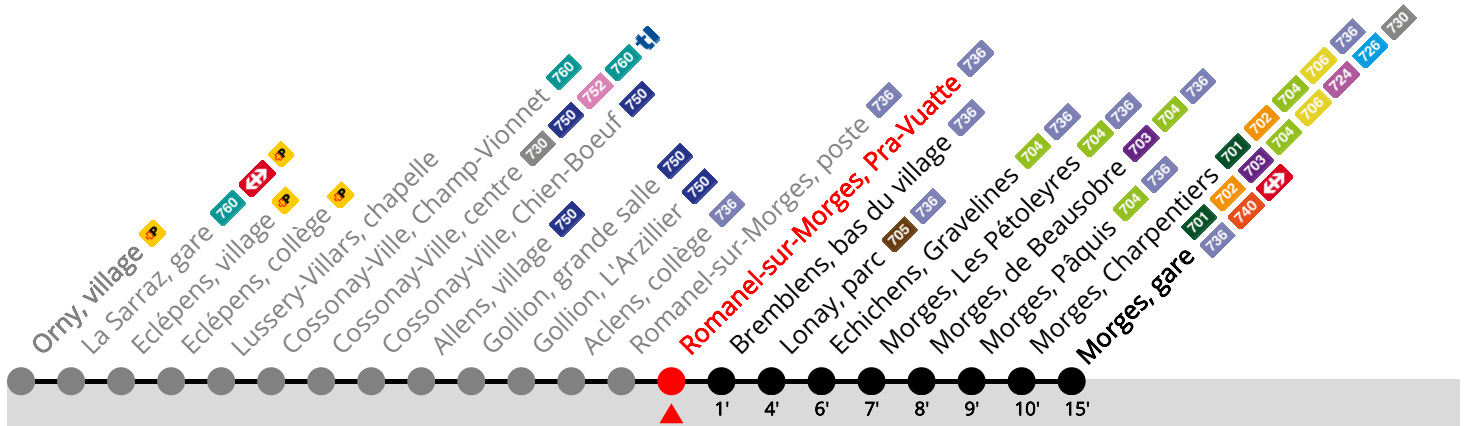 Orny, village P
La Sarraz, gare 760 P
Eclépens, village P
Eclépens, collège P
Lussery-Villars, chapelle
Cossonay-Ville, Champ-Vionnet 760
Cossonay-Ville, centre 730 750 752 760 tl
Cossonay-Ville, Chien-Boeuf 750
Allens, village 750
Gollion, grande salle 750
Gollion, L'Arzillier 750
Aclens, collège 736
Romanel-sur-Morges, poste 736
Romanel-sur-Morges, Pra-Vuatte 736
Bremblens, bas du village 736
Lonay, parc 705 736
Echichens, Gravelines 704 736
Morges, Les Pétoleyres 704 736
Morges, de Beausobre 703 704 736
Morges, Pâquis 704 736
Morges, Charpentiers 701 702 704 706 736
Morges, gare 701 702 703 704 706 724 726 730
736 740
1' 4' 6' 7' 8' 9' 10' 15'